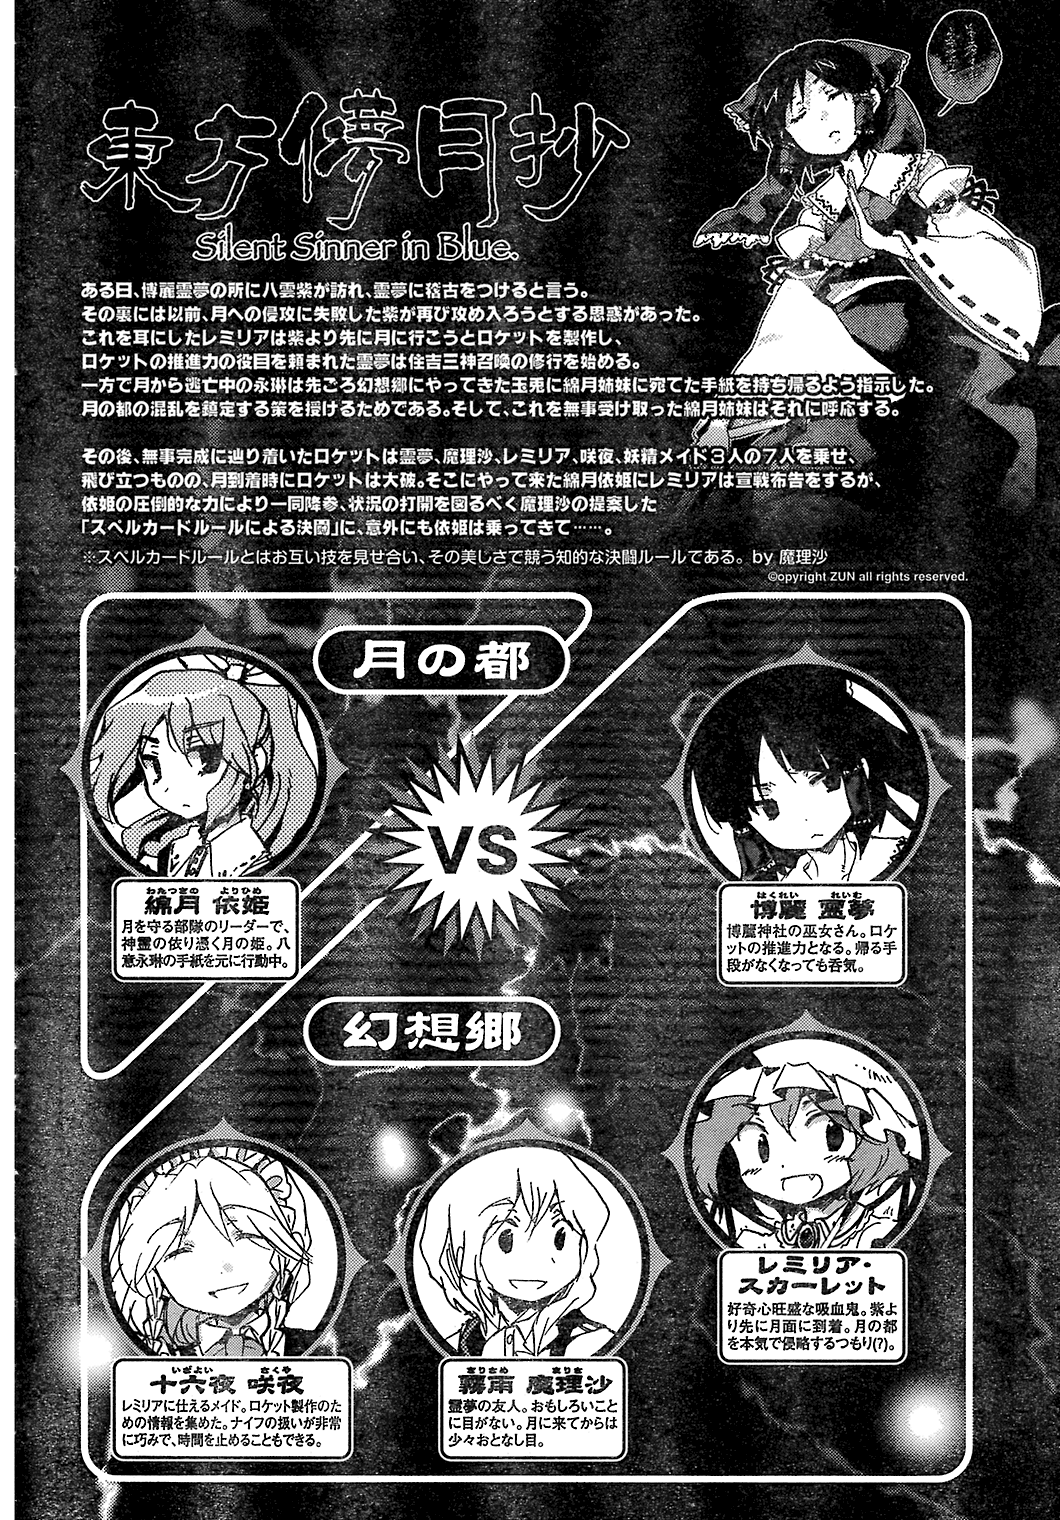 東方儚月抄
Silent Sinner in Blue.
ある日、博麗霊夢の所に八雲紫が訪れ、霊夢に稽古をつけると言う。
その裏には以前、月への侵攻に失敗した紫が再び攻め入ろうとする思惑があった。
これを耳にしたレミリアは紫より先に月に行こうとロケットを製作し、
ロケットの推進力の役目を頼まれた霊夢は住吉三神召喚の修行を始める。
一方で月から逃亡中の永琳は先ごろ幻想郷にやってきた玉兎に綿月姉妹に宛てた手紙を持ち帰るよう指示した。
月の都の混乱を鎮定する策を授けるためである。そして、これを無事受け取った綿月姉妹はそれに呼応する。
その後、無事完成に辿り着いたロケットは霊夢、魔理沙、レミリア、咲夜、妖精メイド3人の7人を乗せ、
飛び立つものの、月到着時にロケットは大破。そこにやって来た綿月依姫にレミリアは宣戦布告をするが、
依姫の圧倒的な力により一同降参、状況の打開を図るべく魔理沙の提案した
「スペルカードルールによる決闘」に、意外にも依姫は乗ってきて……。
※スペルカードルールとはお互い技を見せ合い、その美しさで競う知的な決闘ルールである。 by 魔理沙
©opyright ZUN all rights reserved.
月の都
VS
わたつきの よりひめ
綿月 依姫
月を守る部隊のリーダーで、
神霊の依り憑く月の姫。八
意永琳の手紙を元に行動中。
はくれい れいむ
博麗 霊夢
博麗神社の巫女さん。ロケ
ットの推進力となる。帰る手
段がなくなっても呑気。
幻想郷
レミリア・
スカーレット
好奇心旺盛な吸血鬼。紫よ
り先に月面に到着。月の都
を本気で侵略するつもり(?)。
いざよい さくや
十六夜 咲夜
レミリアに仕えるメイド。ロケット製作のた
めの情報を集めた。ナイフの扱いが非常
に巧みで、時間を止めることもできる。
きりさめ まりさ
霧雨 魔理沙
霊夢の友人。おもしろいこと
に目がない。月に来てからは
少々おとなし目。